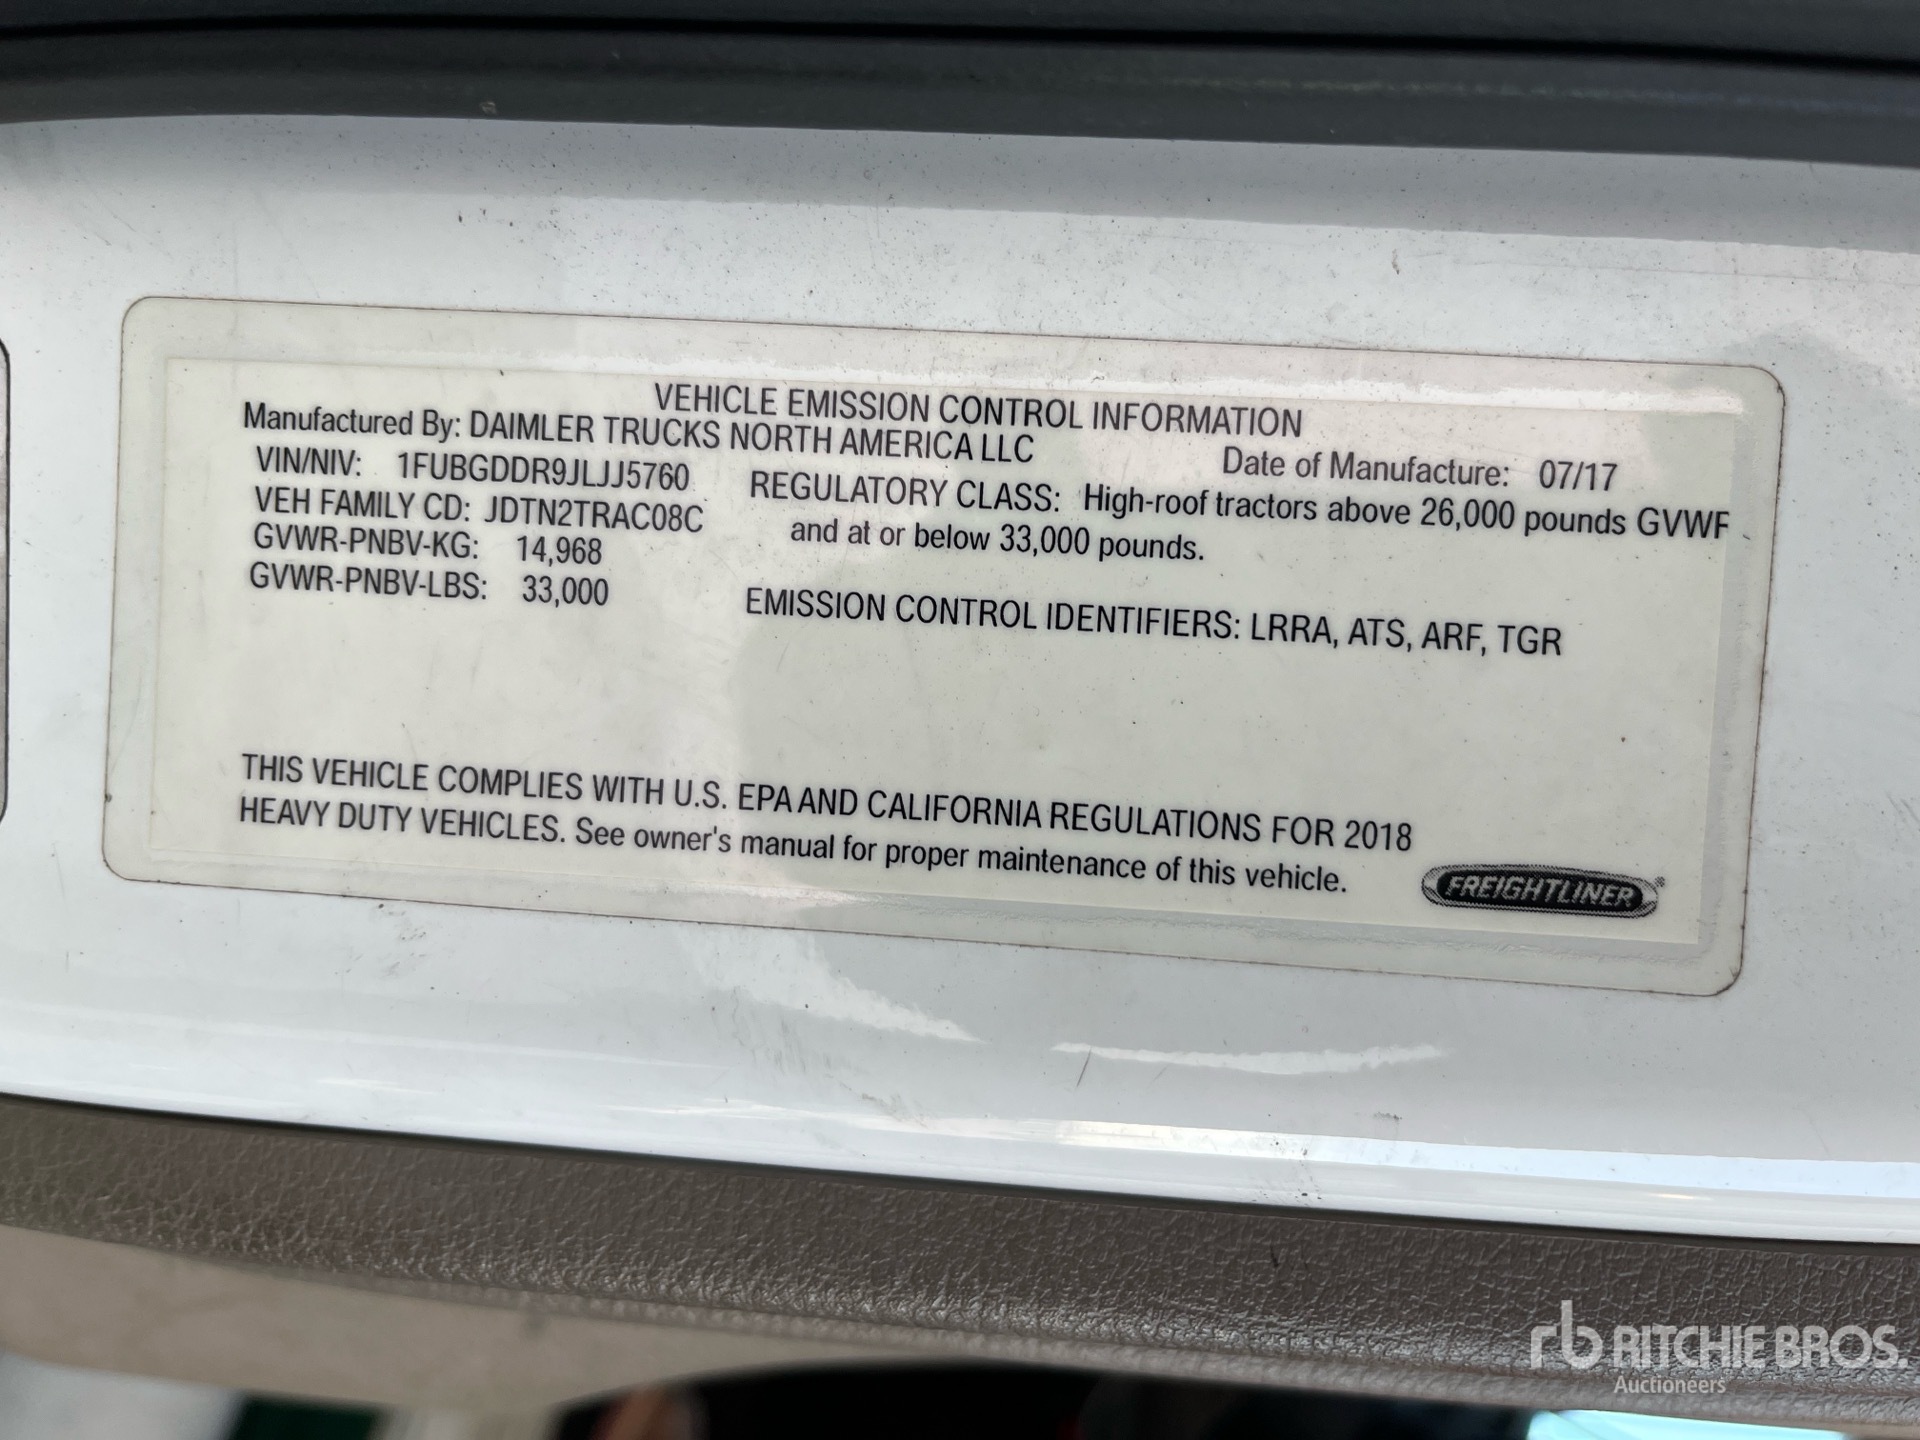 VEHICLE EMISSION CONTROL INFORMATION
Manufactured By: DAIMLER TRUCKS NORTH AMERICA LLC
Date of Manufacture: 07/17
VIN/NIV: 1FUBGDDR9JLJJ5760
VEH FAMILY CD: JDTN2TRAC08C
GVWR-PNBV-KG: 14,968
GVWR-PNBV-LBS: 33,000
REGULATORY CLASS: High-roof tractors above 26,000 pounds GVWF
and at or below 33,000 pounds.
EMISSION CONTROL IDENTIFIERS: LRRA, ATS, ARF, TGR
THIS VEHICLE COMPLIES WITH U.S. EPA AND CALIFORNIA REGULATIONS FOR 2018
HEAVY DUTY VEHICLES. See owner's manual for proper maintenance of this vehicle.
FREIGHTLINER®
rb RITCHIE BROS.
Auctioneers